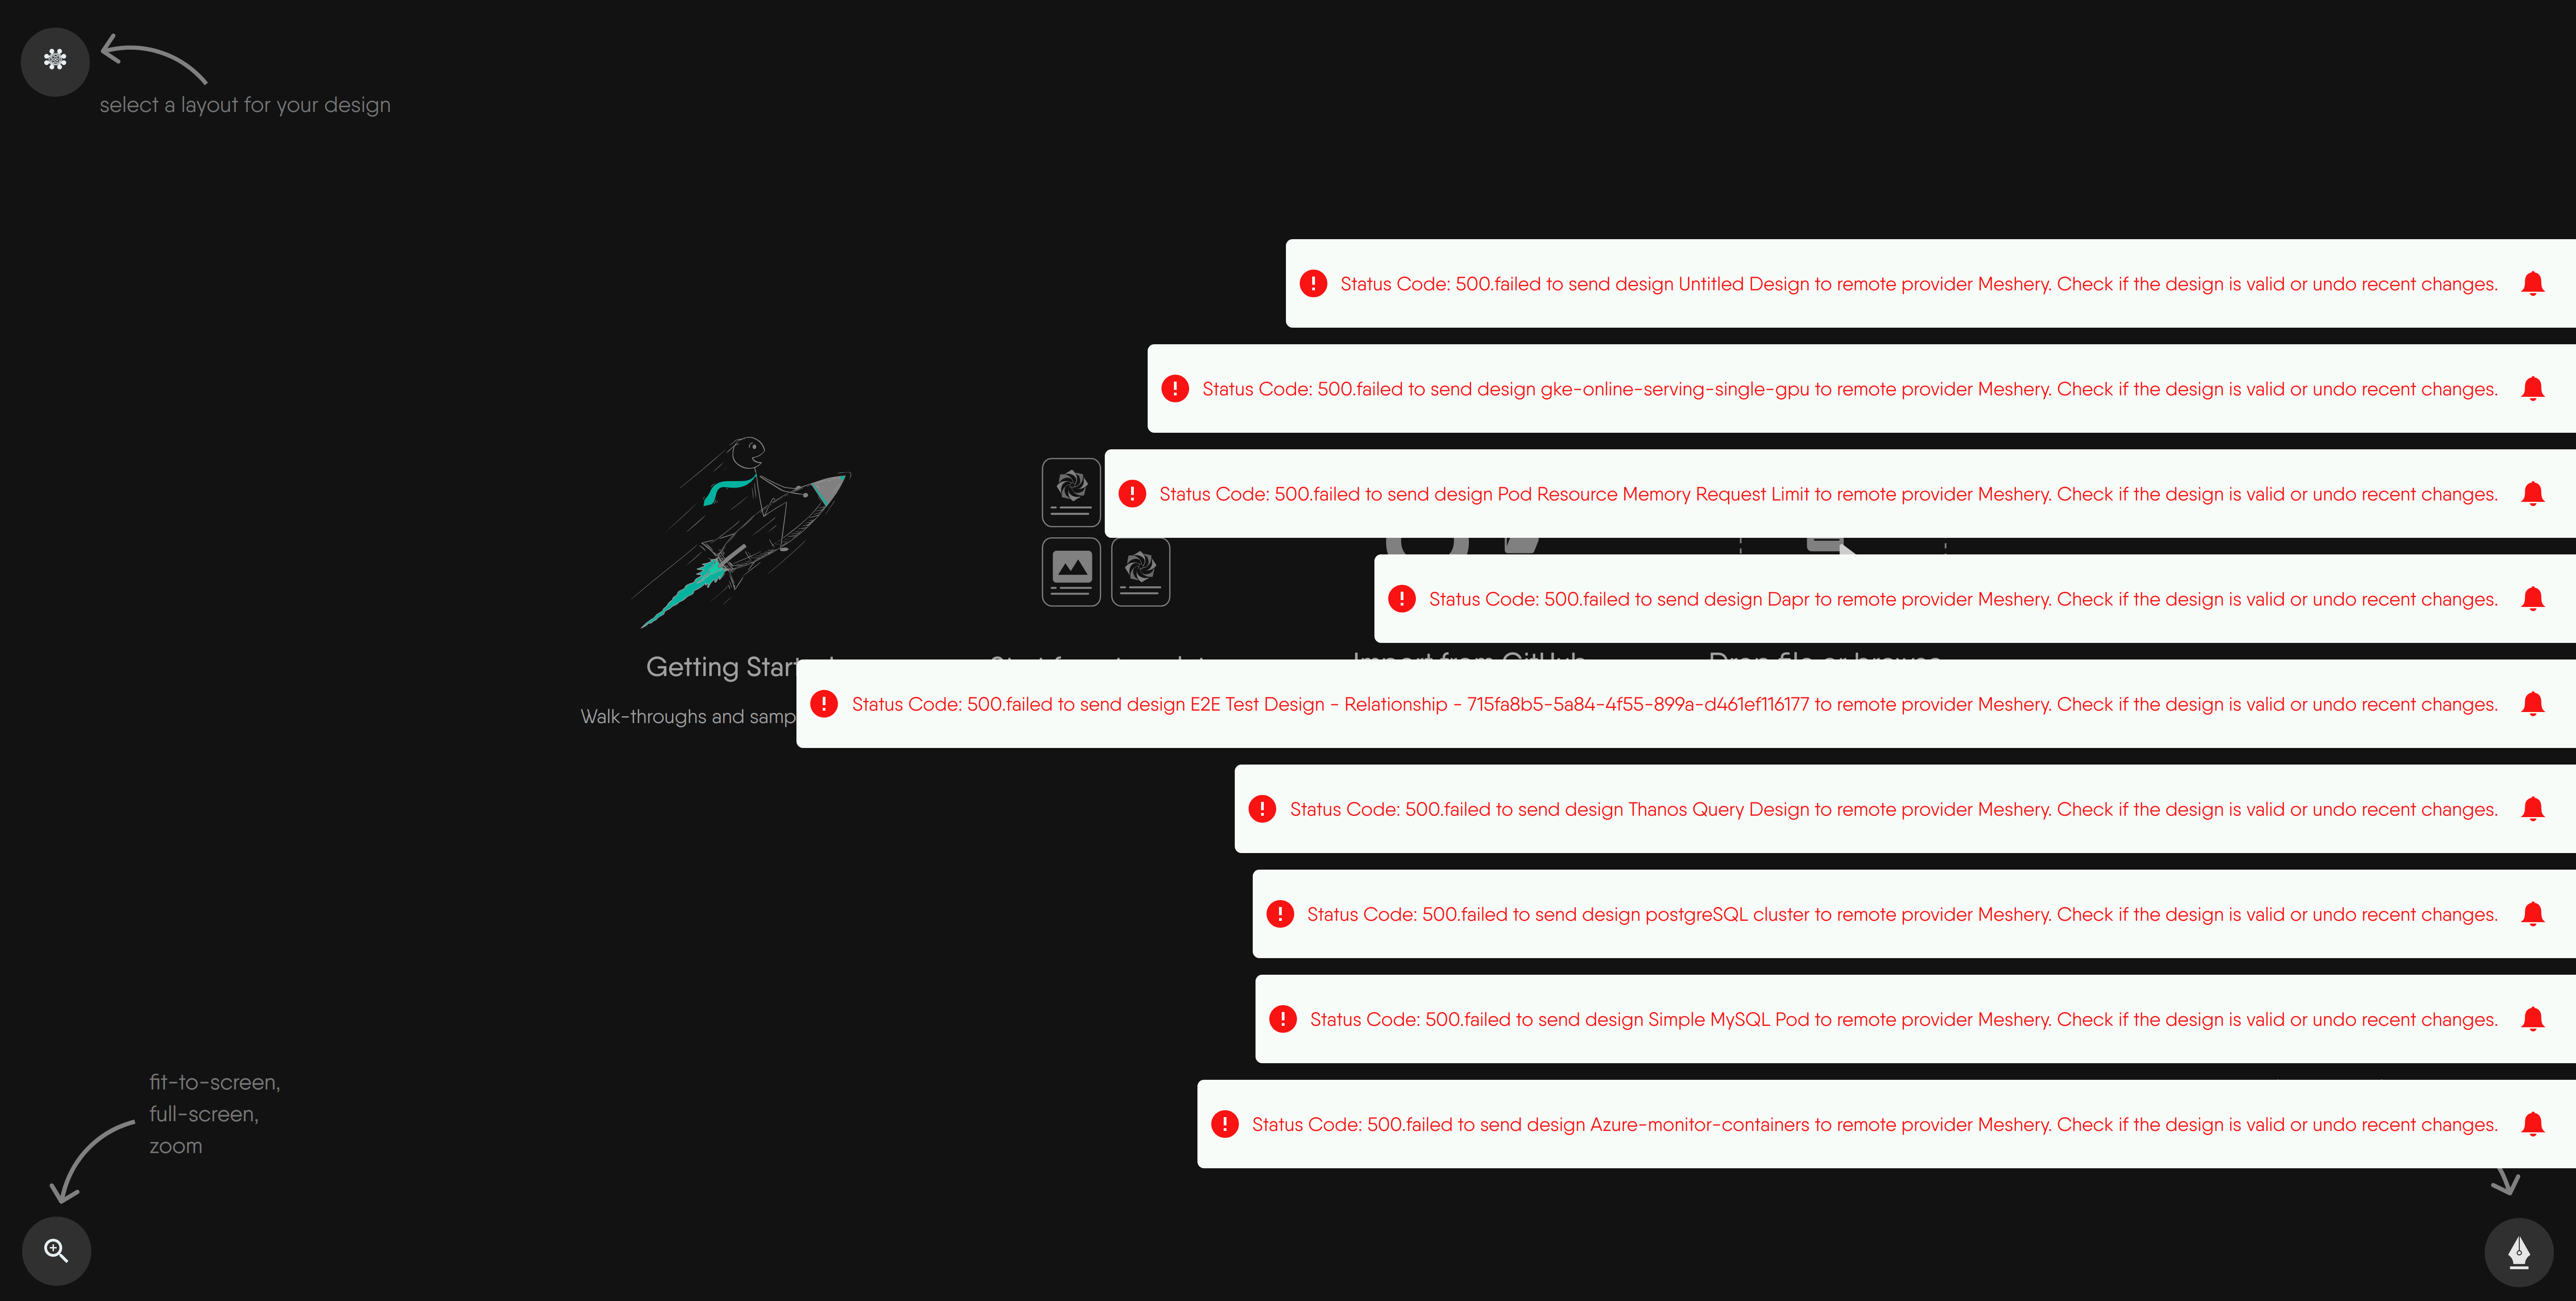 select a layout for your design
Status Code: 500.failed to send design Untitled Design to remote provider Meshery. Check if the design is valid or undo recent changes.
Status Code: 500.failed to send design gke-online-serving-single-gpu to remote provider Meshery. Check if the design is valid or undo recent changes.
Status Code: 500.failed to send design Pod Resource Memory Request Limit to remote provider Meshery. Check if the design is valid or undo recent changes.
Status Code: 500.failed to send design Dapr to remote provider Meshery. Check if the design is valid or undo recent changes.
Getting Start
Import from GitHub
Drop file or browse
Walk-throughs and samp
Status Code: 500.failed to send design E2E Test Design - Relationship - 715fa8b5-5a84-4f55-899a-d461ef116177 to remote provider Meshery. Check if the design is valid or undo recent changes.
Status Code: 500.failed to send design Thanos Query Design to remote provider Meshery. Check if the design is valid or undo recent changes.
Status Code: 500.failed to send design postgreSQL cluster to remote provider Meshery. Check if the design is valid or undo recent changes.
Status Code: 500.failed to send design Simple MySQL Pod to remote provider Meshery. Check if the design is valid or undo recent changes.
Status Code: 500.failed to send design Azure-monitor-containers to remote provider Meshery. Check if the design is valid or undo recent changes.
fit-to-screen,
full-screen,
zoom